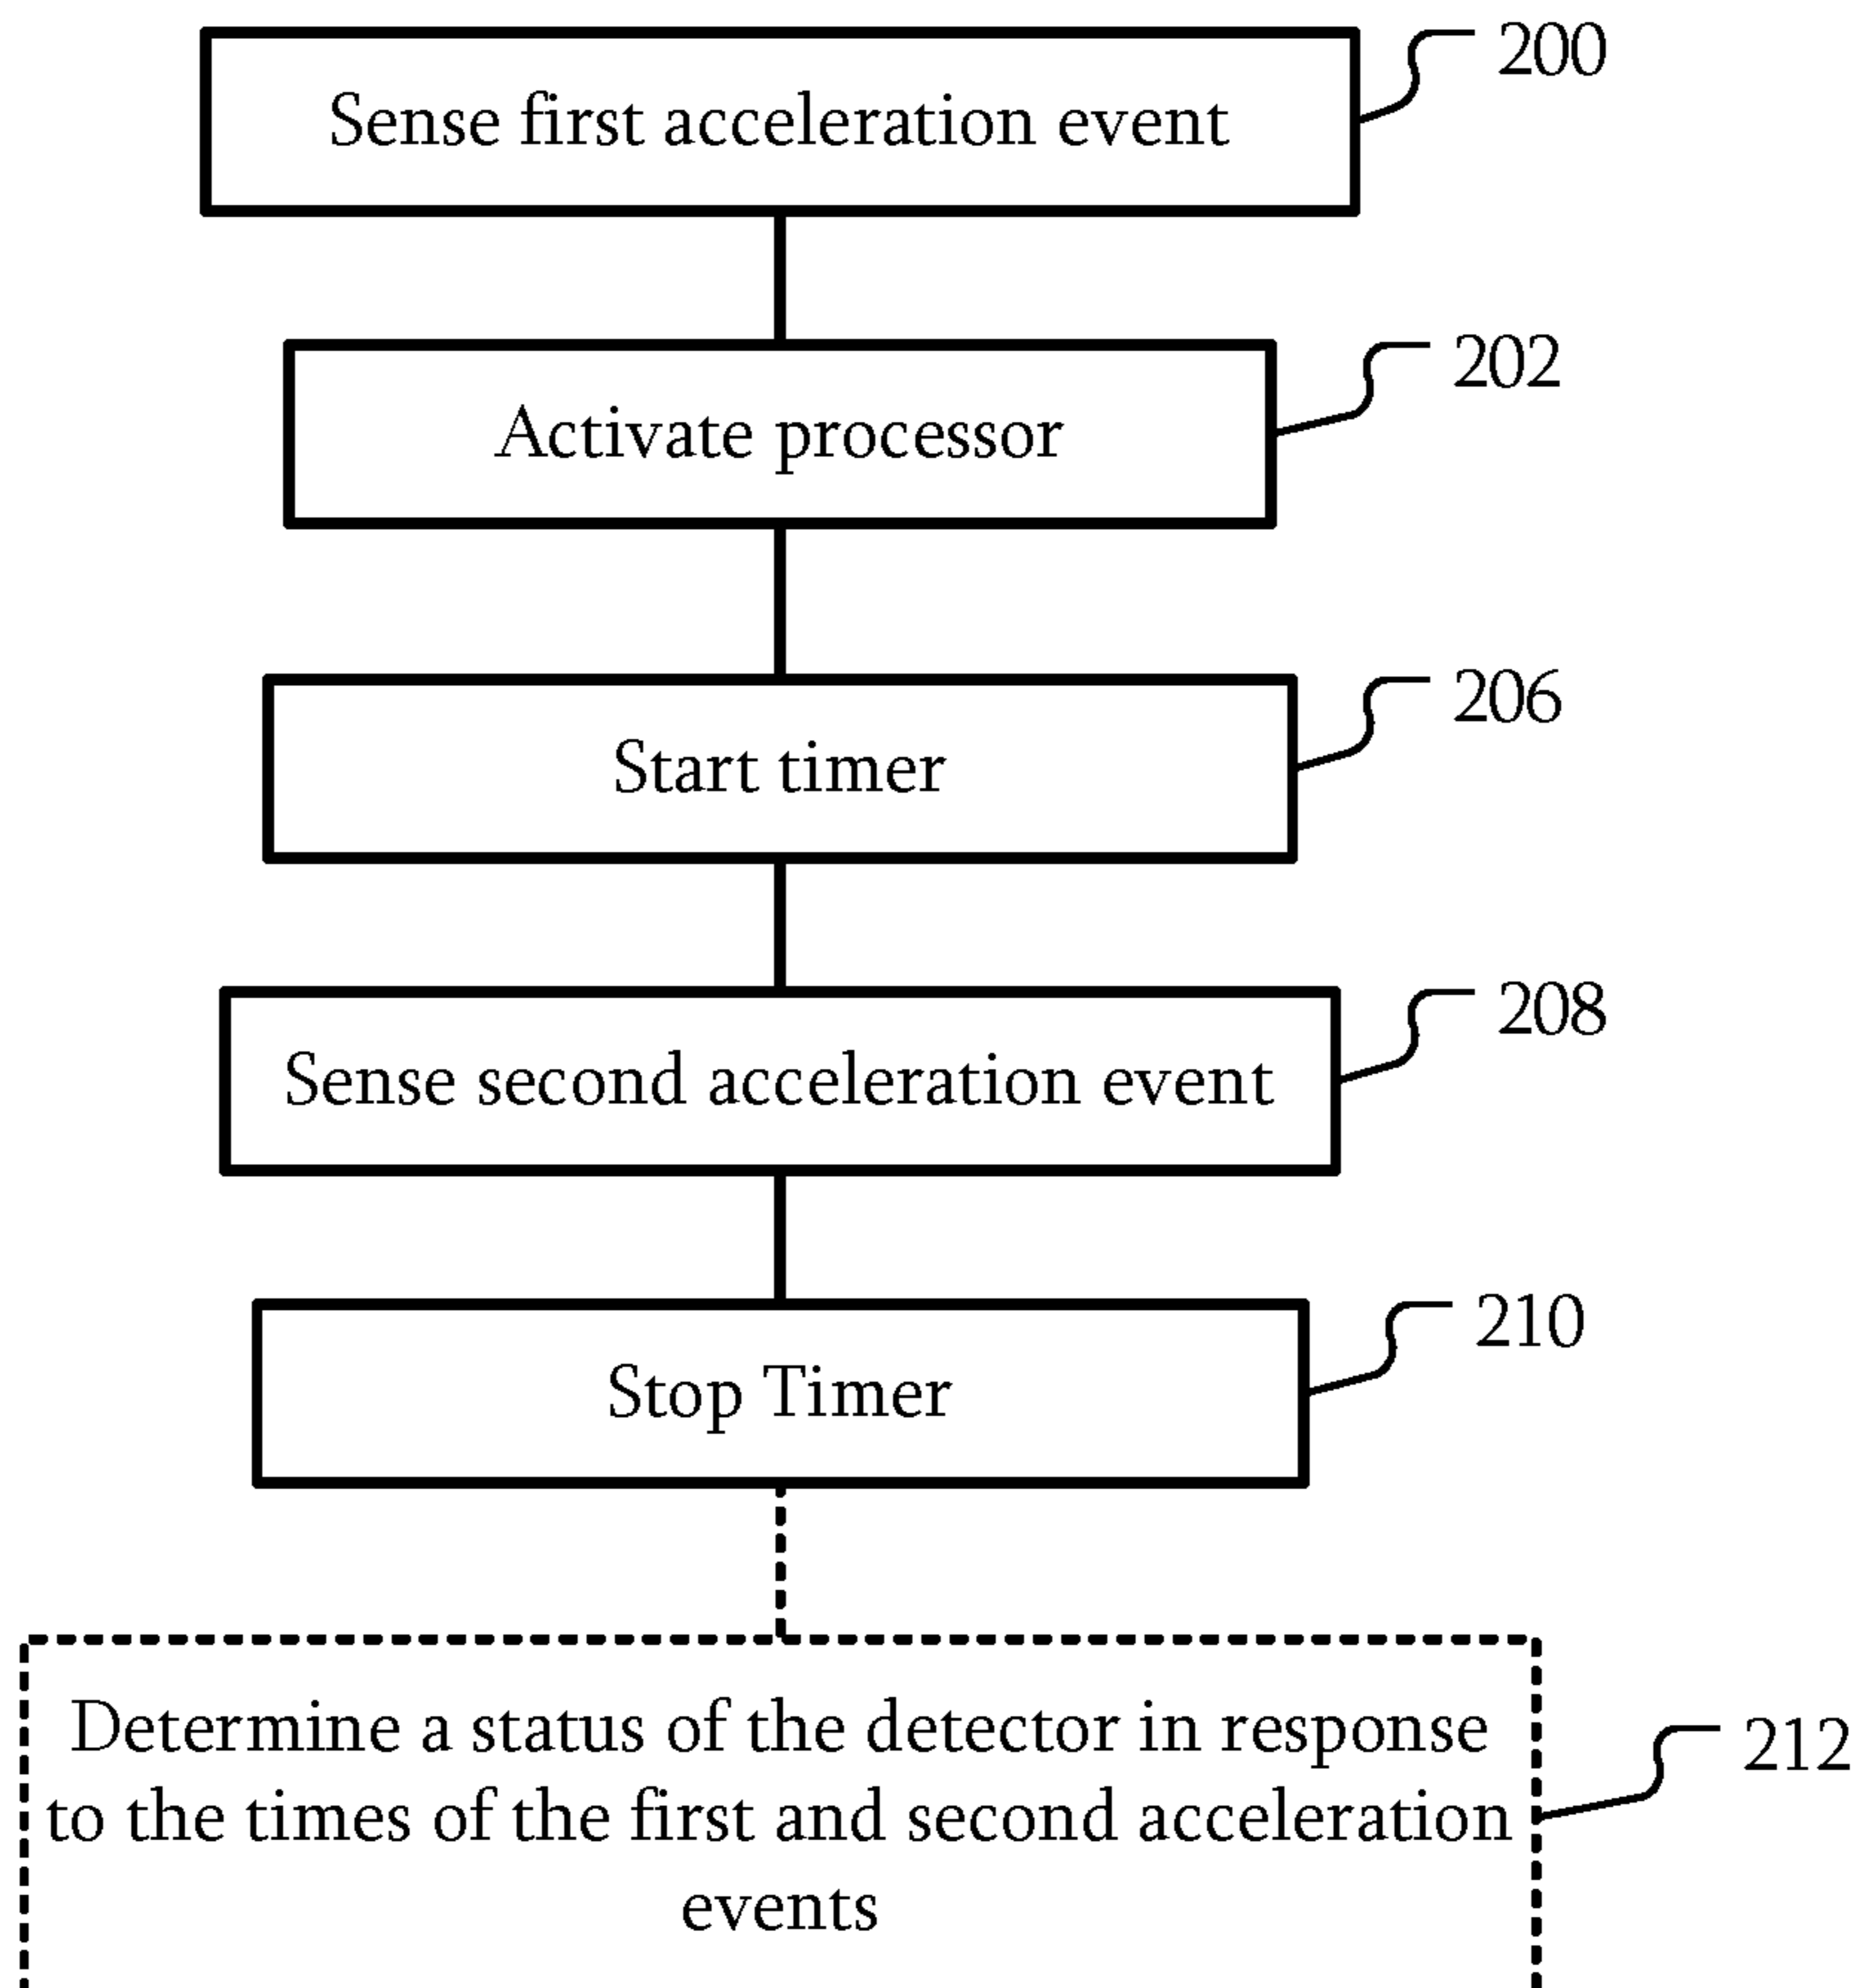 Sense first acceleration event
200
Activate processor
202
Start timer
206
Sense second acceleration event
208
Stop Timer
210
Determine a status of the detector in response
to the times of the first and second acceleration
events
212